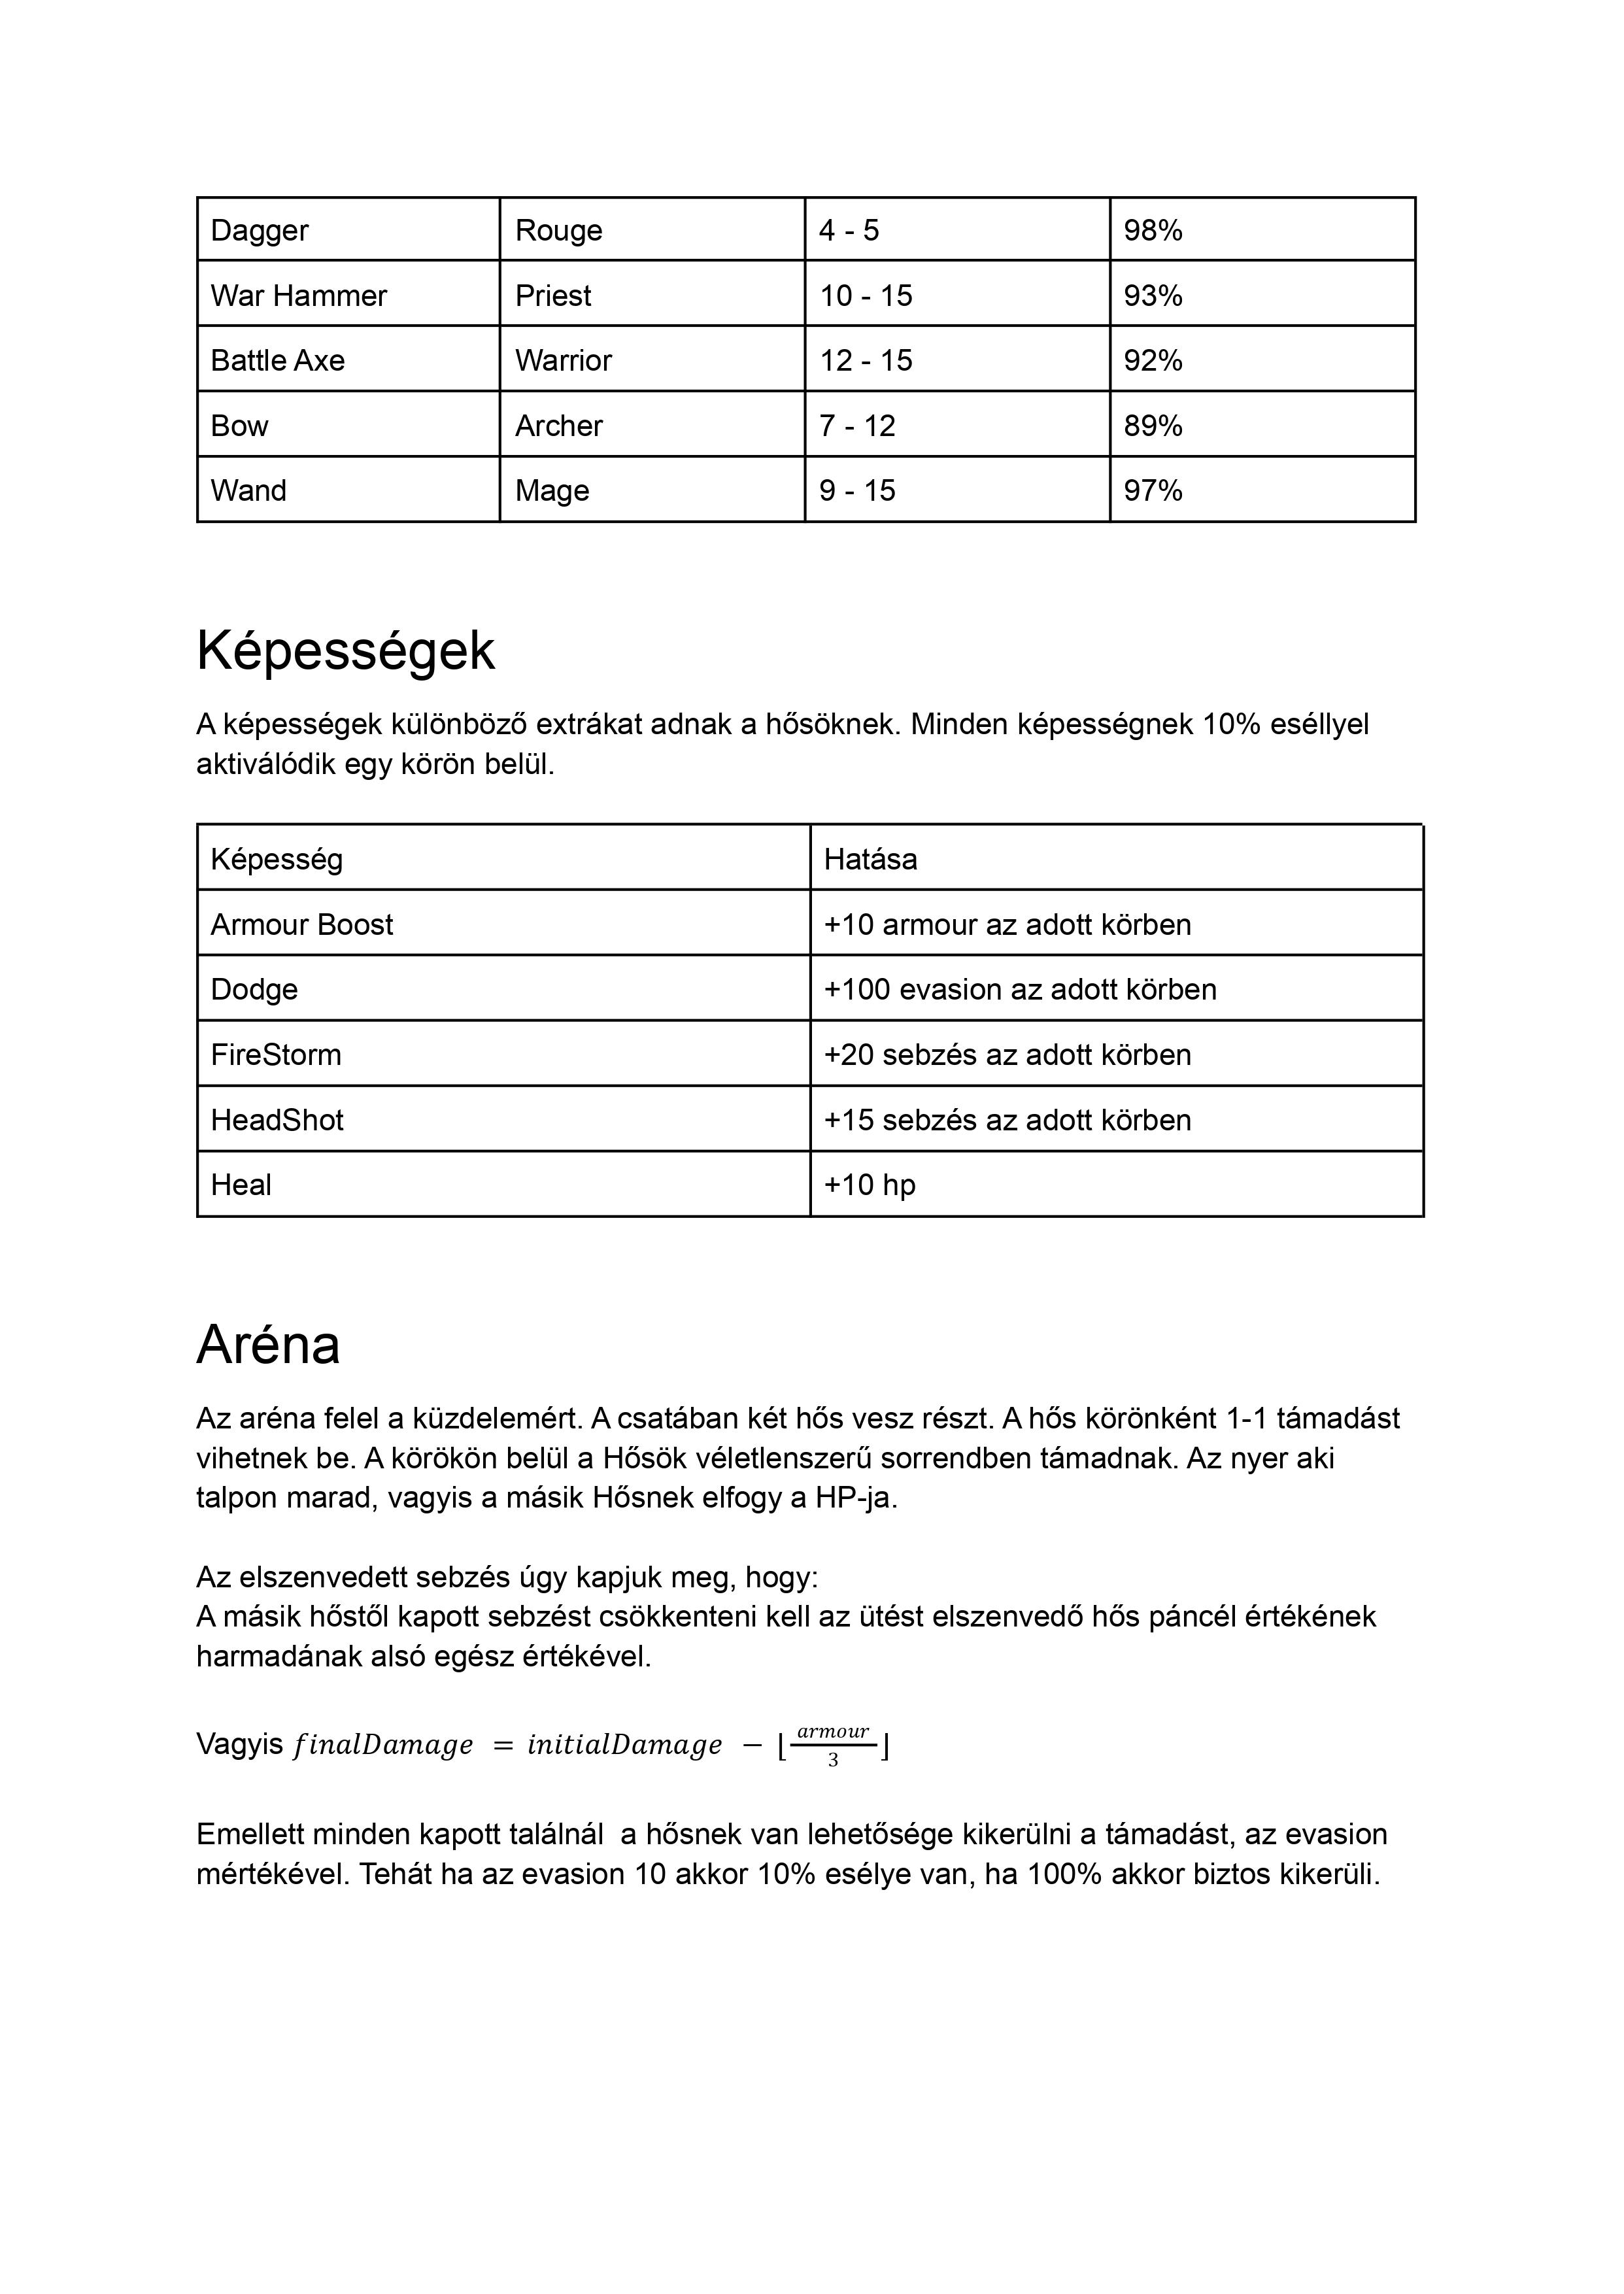 Dagger Rouge 4 - 5 98%
War Hammer Priest 10 - 15 93%
Battle Axe Warrior 12 - 15 92%
Bow Archer 7 - 12 89%
Wand Mage 9 - 15 97%
Képességek
A képességek különböző extrákat adnak a hősöknek. Minden képességnek 10% eséllyel
aktiválódik egy körön belül.
Képesség Hatása
Armour Boost +10 armour az adott körben
Dodge +100 evasion az adott körben
FireStorm +20 sebzés az adott körben
HeadShot +15 sebzés az adott körben
Heal +10 hp
Aréna
Az aréna felel a küzdelemért. A csatában két hős vesz részt. A hős körönként 1-1 támadást
vihetnek be. A körökön belül a Hősök véletlenszerű sorrendben támadnak. Az nyer aki
talpon marad, vagyis a másik Hősnek elfogy a HP-ja.
Az elszenvedett sebzés úgy kapjuk meg, hogy:
A másik hőstől kapott sebzést csökkenteni kell az ütést elszenvedő hős páncél értékének
harmadának alsó egész értékével.
Vagyis finalDamage = initialDamage − ⌊armour/3⌋
Emellett minden kapott találnál  a hősnek van lehetősége kikerülni a támadást, az evasion
mértékével. Tehát ha az evasion 10 akkor 10% esélye van, ha 100% akkor biztos kikerüli.